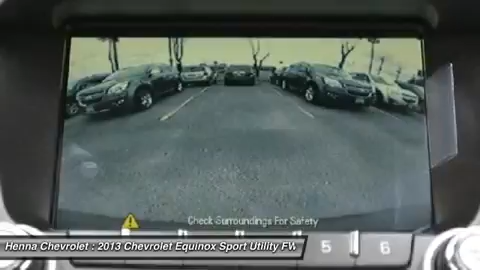 Check Surroundings For Safety
Henna Chevrolet : 2013 Chevrolet Equinox Sport Utility FW
5 6